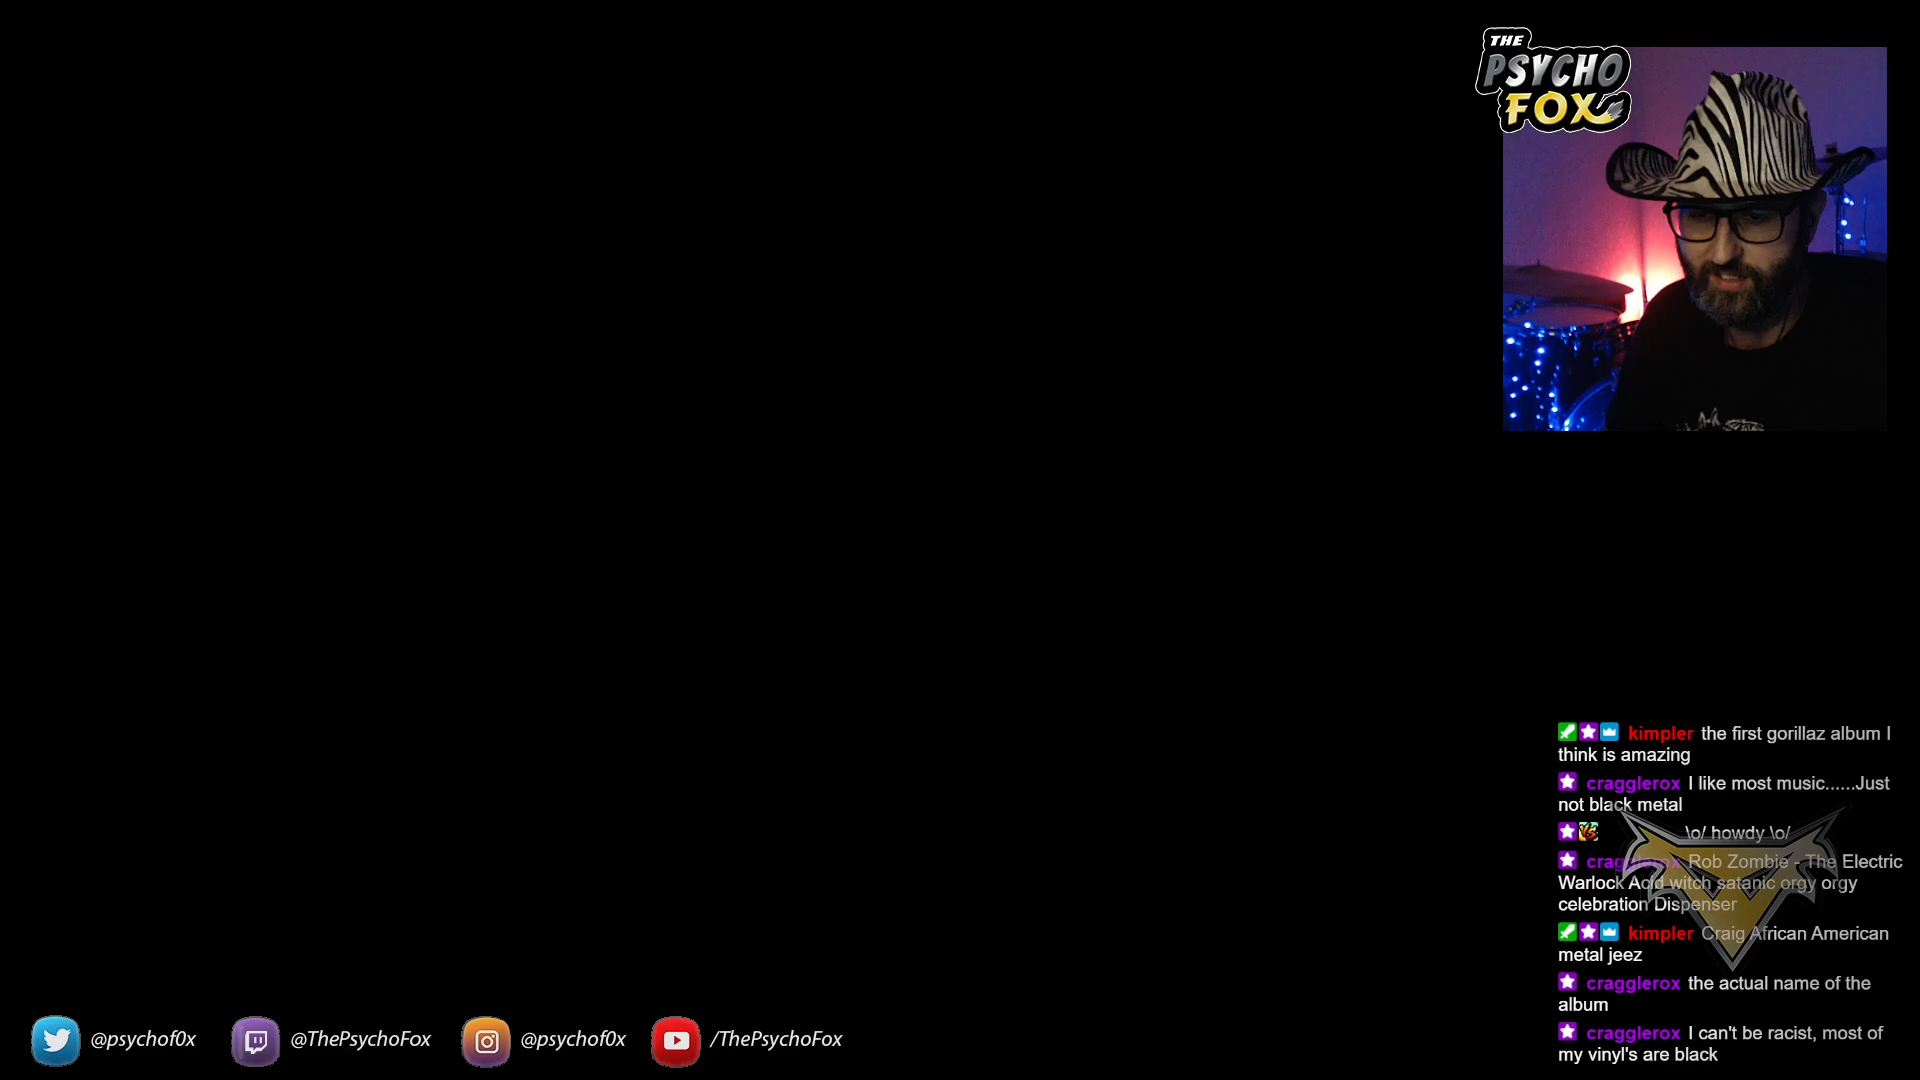 THE
PSYCHO
FOX
kimpler the first gorillaz album I
think is amazing
cragglerox I like most music......Just
not black metal
\o/ howdy \o/
cragglerox Rob Zombie - The Electric
Warlock Acid witch satanic orgy orgy
celebration Dispenser
kimpler Craig African American
metal jeez
cragglerox the actual name of the
album
cragglerox I can't be racist, most of
my vinyl's are black
@psychof0x @ThePsychoFox @psychof0x /ThePsychoFox